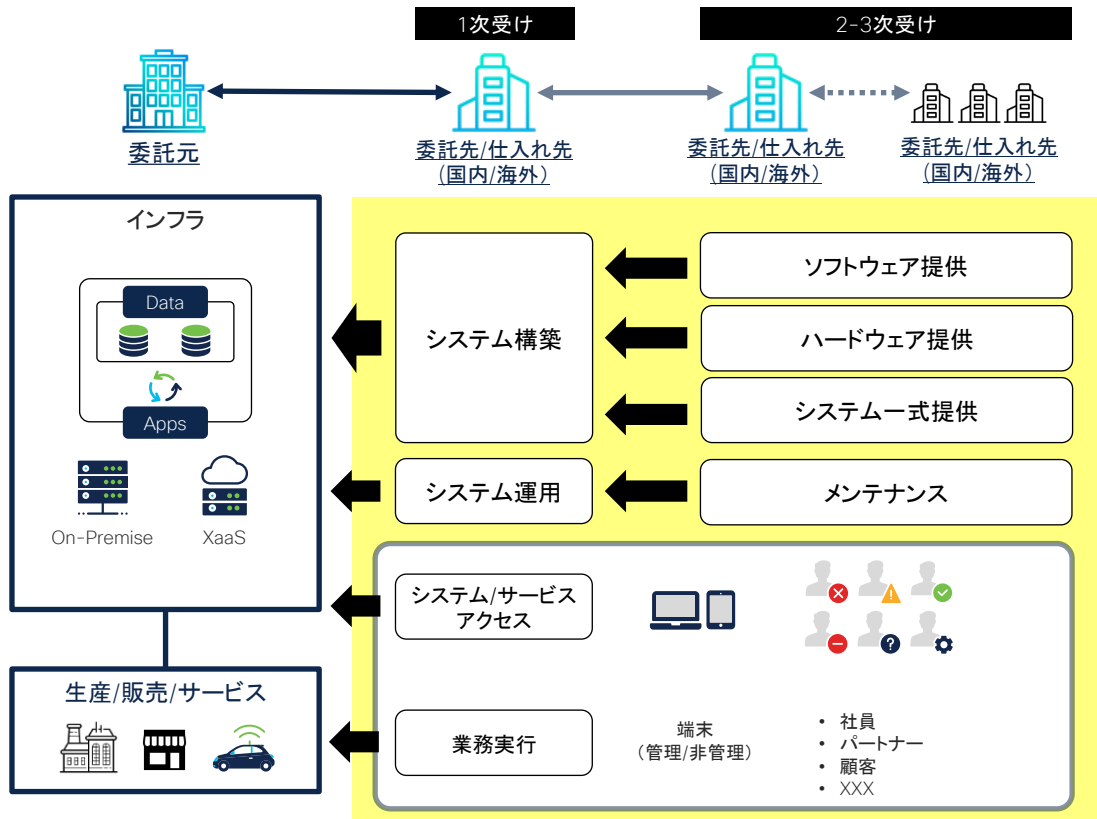 1次受け
2-3次受け
委託元
委託先/仕入れ先
(国内/海外)
委託先/仕入れ先
(国内/海外)
委託先/仕入れ先
(国内/海外)
インフラ
Data
Apps
On-Premise
XaaS
システム構築
ソフトウェア提供
ハードウェア提供
システム一式提供
システム運用
メンテナンス
システム/サービス
アクセス
生産/販売/サービス
業務実行
端末
(管理/非管理)
• 社員
• パートナー
• 顧客
• XXX